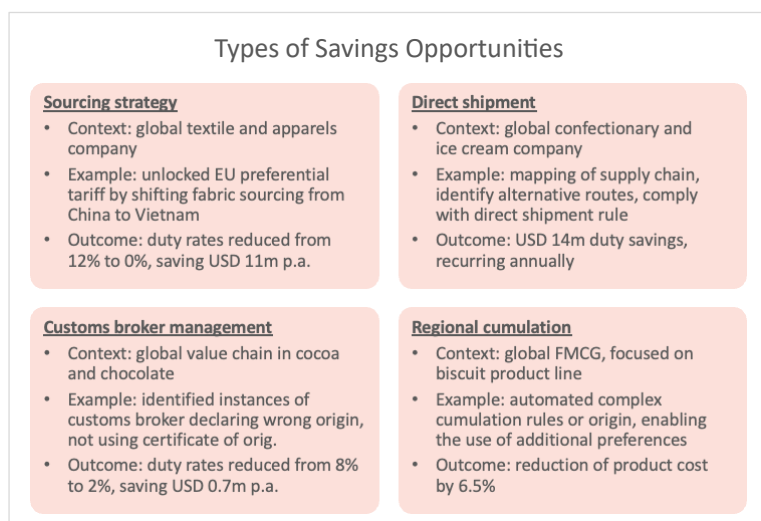 Types of Savings Opportunities
Sourcing strategy
• Context: global textile and apparels
company
• Example: unlocked EU preferential
tariff by shifting fabric sourcing from
China to Vietnam
• Outcome: duty rates reduced from
12% to 0%, saving USD 11m p.a.
Direct shipment
• Context: global confectionary and
ice cream company
• Example: mapping of supply chain,
identify alternative routes, comply
with direct shipment rule
• Outcome: USD 14m duty savings,
recurring annually
Customs broker management
• Context: global value chain in cocoa
and chocolate
• Example: identified instances of
customs broker declaring wrong origin,
not using certificate of orig.
• Outcome: duty rates reduced from 8%
to 2%, saving USD 0.7m p.a.
Regional cumulation
• Context: global FMCG, focused on
biscuit product line
• Example: automated complex
cumulation rules or origin, enabling
the use of additional preferences
• Outcome: reduction of product cost
by 6.5%